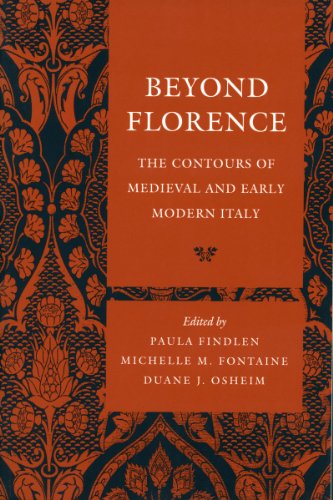 BEYOND
FLORENCE
THE CONTOURS OF
MEDIEVAL AND EARLY
MODERN ITALY
Edited by
PAULA FINDLEN
MICHELLE M. FONTAINE
DUANE J. OSHEIM